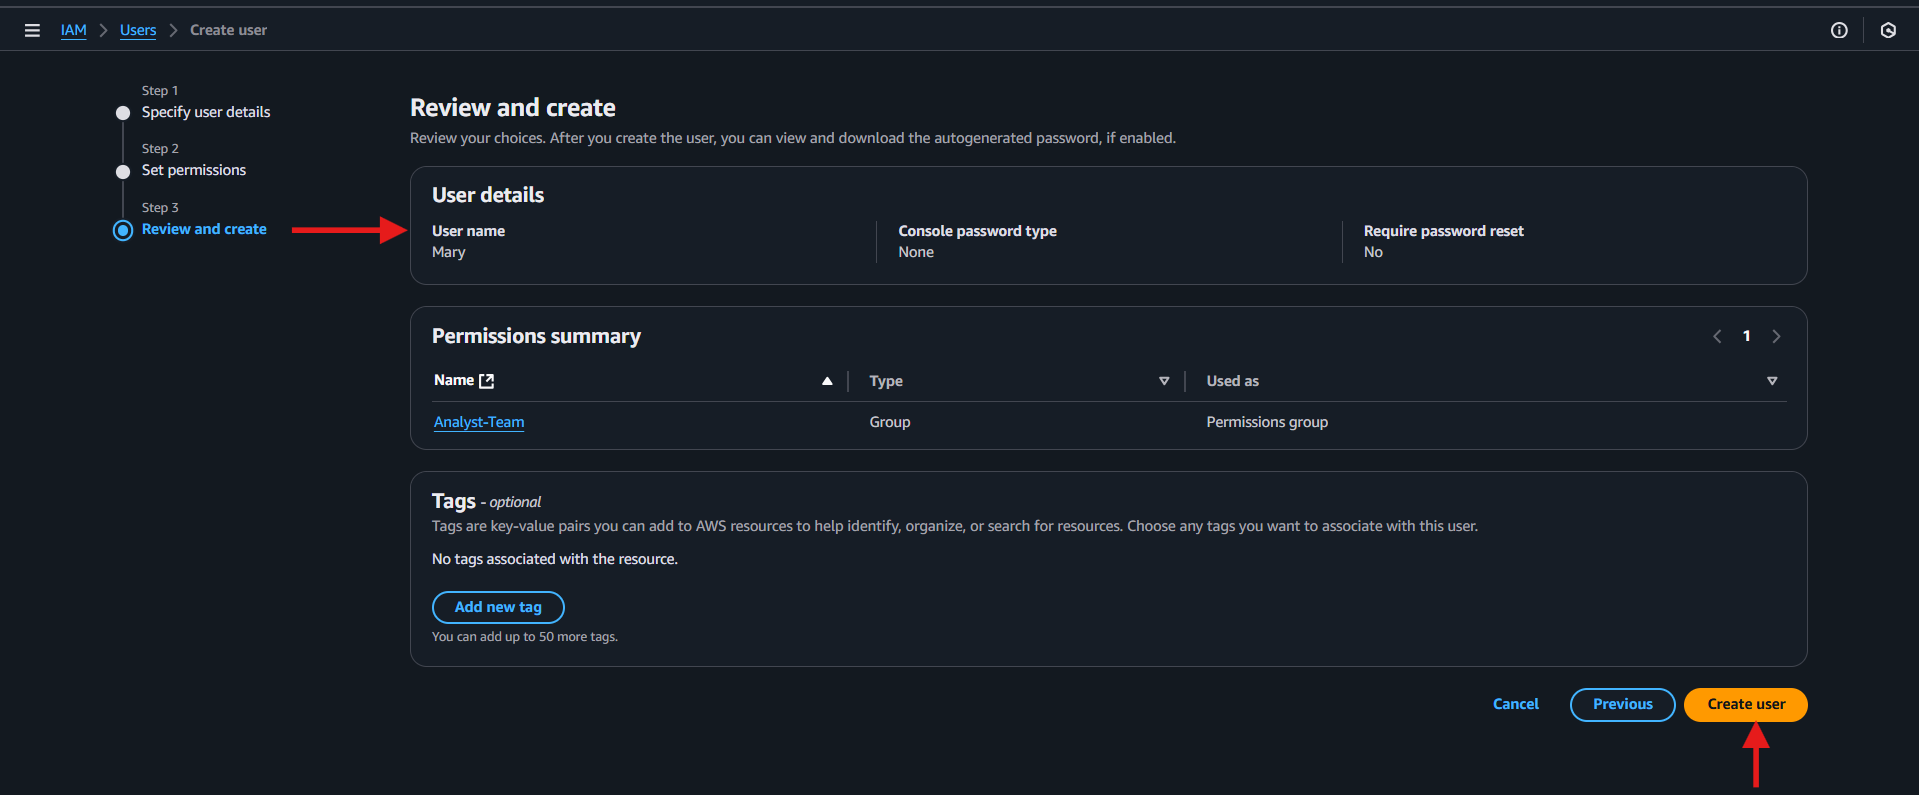 IAM > Users > Create user
Step 1
Specify user details
Step 2
Set permissions
Step 3
Review and create
Review and create
Review your choices. After you create the user, you can view and download the autogenerated password, if enabled.
User details
User name
Mary
Console password type
None
Require password reset
No
Permissions summary
1
Name Type Used as
Analyst-Team Group Permissions group
Tags - optional
Tags are key-value pairs you can add to AWS resources to help identify, organize, or search for resources. Choose any tags you want to associate with this user.
No tags associated with the resource.
Add new tag
You can add up to 50 more tags.
Cancel Previous Create user